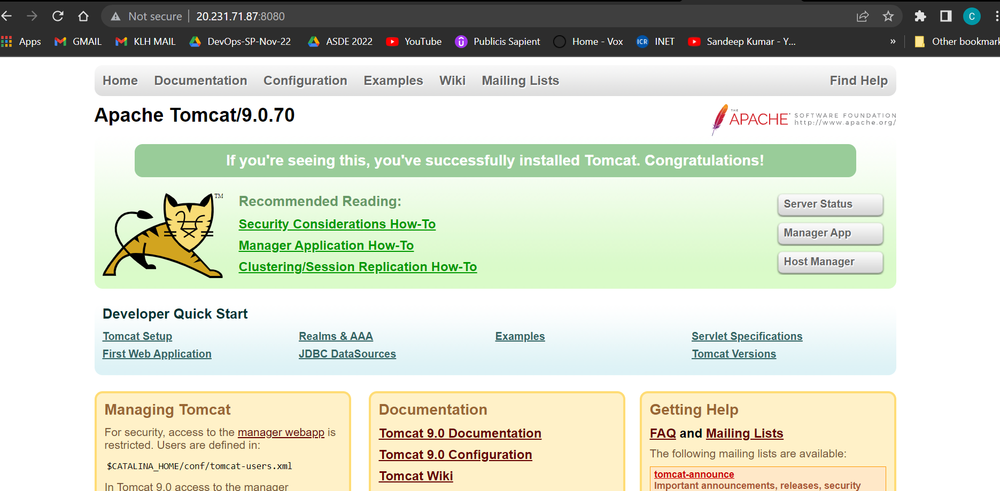 Not secure | 20.231.71.87:8080
C
Apps GMAIL KLH MAIL DevOps-SP-Nov-22 ASDE 2022 YouTube Publicis Sapient Home - Vox ICR INET Sandeep Kumar - Y... » Other bookmark
Home Documentation Configuration Examples Wiki Mailing Lists Find Help
Apache Tomcat/9.0.70
THE APACHE® SOFTWARE FOUNDATION
http://www.apache.org/
If you're seeing this, you've successfully installed Tomcat. Congratulations!
TM
Recommended Reading:
Security Considerations How-To
Manager Application How-To
Clustering/Session Replication How-To
Server Status
Manager App
Host Manager
Developer Quick Start
Tomcat Setup Realms & AAA Examples Servlet Specifications
First Web Application JDBC DataSources Tomcat Versions
Managing Tomcat
For security, access to the manager webapp is
restricted. Users are defined in:
$CATALINA_HOME/conf/tomcat-users.xml
In Tomcat 9.0 access to the manager
Documentation
Tomcat 9.0 Documentation
Tomcat 9.0 Configuration
Tomcat Wiki
Getting Help
FAQ and Mailing Lists
The following mailing lists are available:
tomcat-announce
Important announcements, releases, security